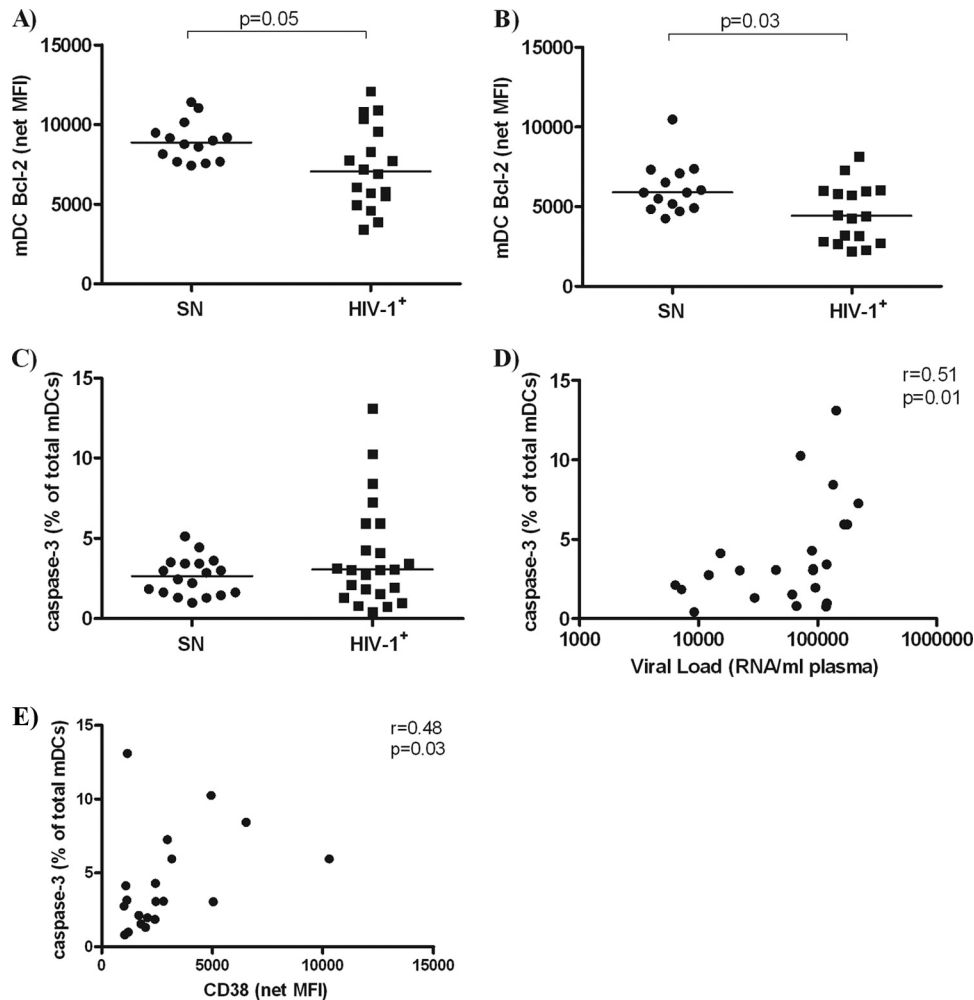 A)
p=0.05
15000
10000
5000
0
mDC Bcl-2 (net MFI)
SN
HIV-1+
B)
p=0.03
15000
10000
5000
0
mDC Bcl-2 (net MFI)
SN
HIV-1+
C)
15
10
5
0
caspase-3 (% of total mDCs)
SN
HIV-1+
D)
r=0.51
p=0.01
15
10
5
0
caspase-3 (% of total mDCs)
1000 10000 100000 1000000
Viral Load (RNA/ml plasma)
E)
r=0.48
p=0.03
15
10
5
0
caspase-3 (% of total mDCs)
0 5000 10000 15000
CD38 (net MFI)